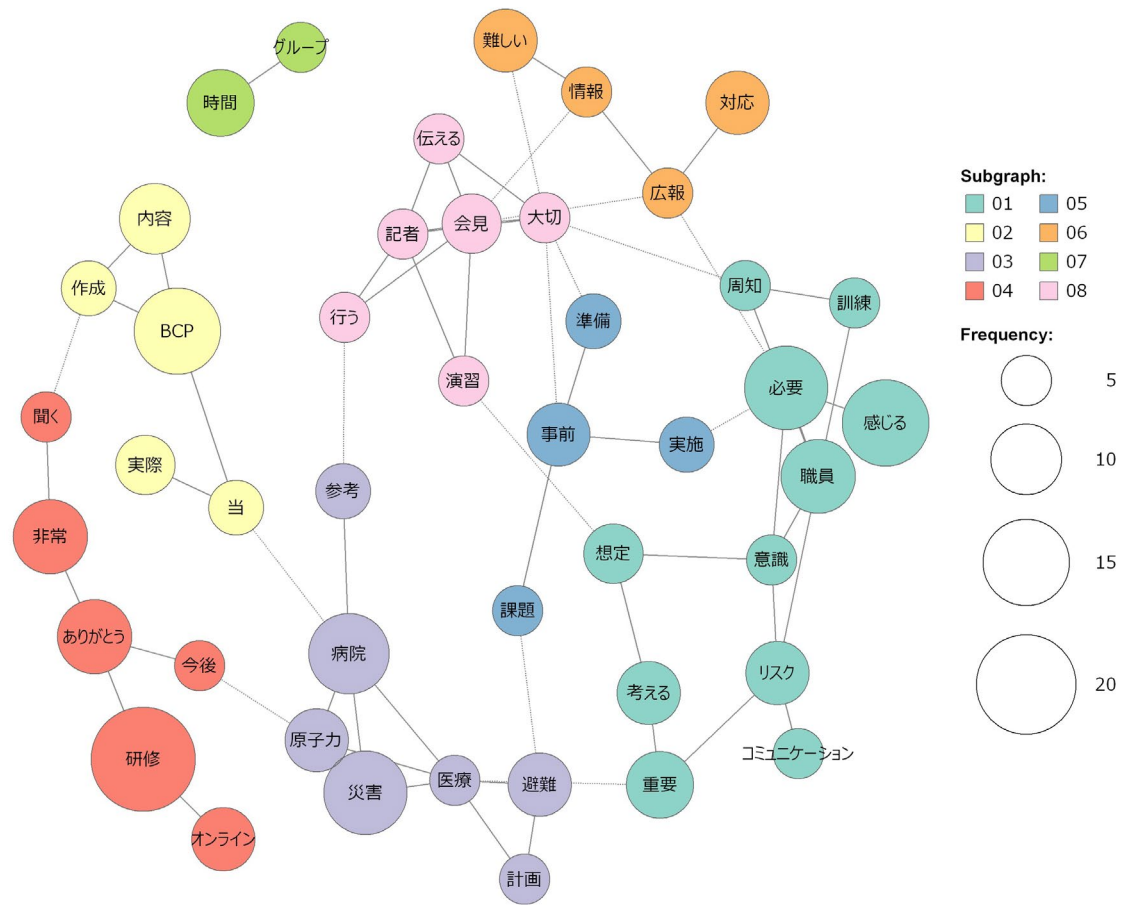 難しい
グループ
情報
時間
対応
伝える
広報
内容
記者
会見
大切
作成
周知
訓練
BCP
行う
準備
演習
必要
聞く
感じる
事前
実施
実際
職員
参考
当
非常
想定
意識
課題
ありがとう
病院
今後
リスク
考える
原子力
コミュニケーション
研修
災害
医療
避難
重要
オンライン
計画
Subgraph:
01
05
02
06
03
07
04
08
Frequency:
5
10
15
20